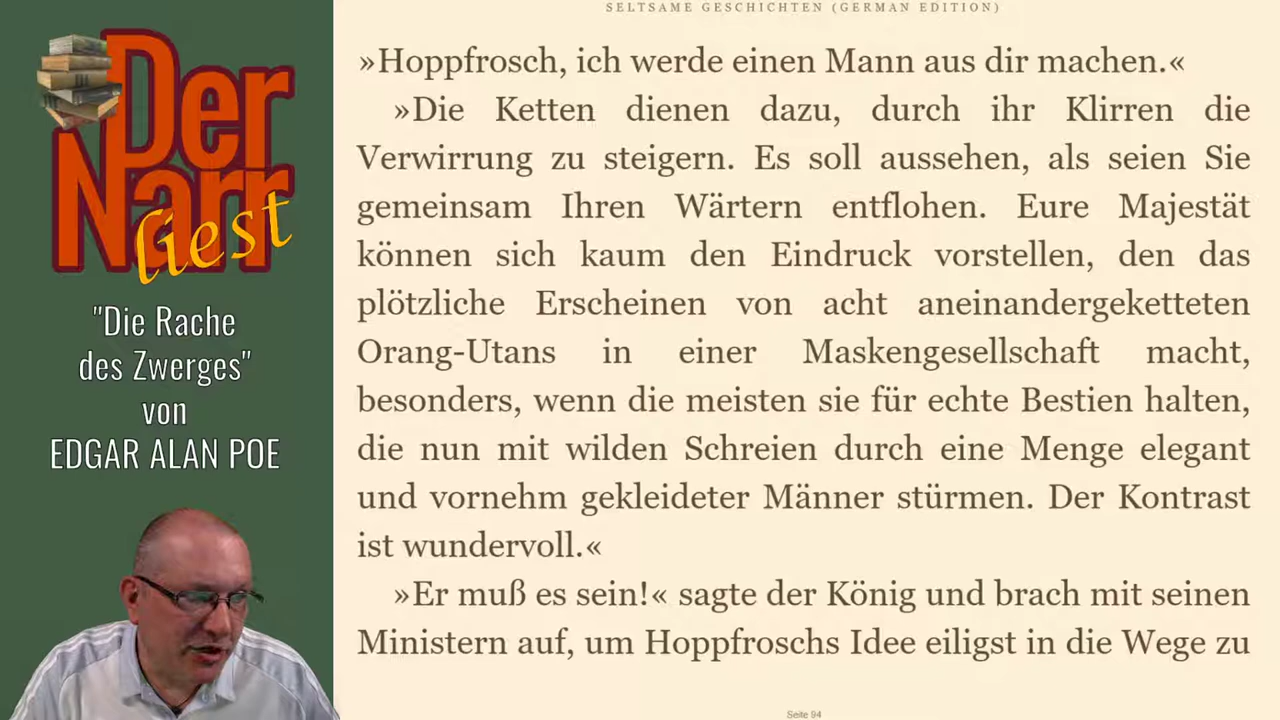 SELTSAME GESCHICHTEN (GERMAN EDITION)
Der
Narr
liest
"Die Rache
des Zwerges"
von
EDGAR ALAN POE
»Hoppfrosch, ich werde einen Mann aus dir machen.«
»Die Ketten dienen dazu, durch ihr Klirren die
Verwirrung zu steigern. Es soll aussehen, als seien Sie
gemeinsam Ihren Wärtern entflohen. Eure Majestät
können sich kaum den Eindruck vorstellen, den das
plötzliche Erscheinen von acht aneinandergeketteten
Orang-Utans in einer Maskengesellschaft macht,
besonders, wenn die meisten sie für echte Bestien halten,
die nun mit wilden Schreien durch eine Menge elegant
und vornehm gekleideter Männer stürmen. Der Kontrast
ist wundervoll.«
»Er muß es sein!« sagte der König und brach mit seinen
Ministern auf, um Hoppfroschs Idee eiligst in die Wege zu
Seite 94